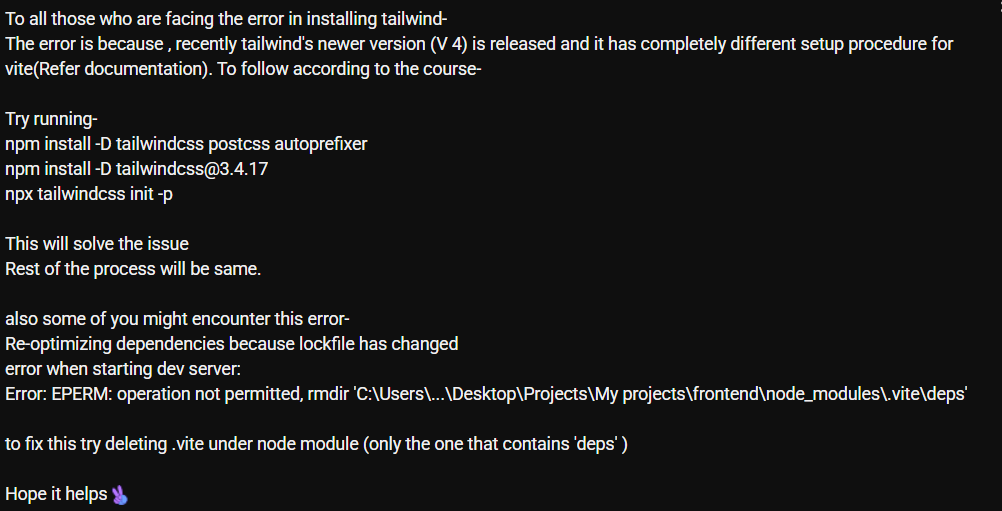 To all those who are facing the error in installing tailwind-
The error is because , recently tailwind's newer version (V 4) is released and it has completely different setup procedure for
vite(Refer documentation). To follow according to the course-
Try running-
npm install -D tailwindcss postcss autoprefixer
npm install -D tailwindcss@3.4.17
npx tailwindcss init -p
This will solve the issue
Rest of the process will be same.
also some of you might encounter this error-
Re-optimizing dependencies because lockfile has changed
error when starting dev server:
Error: EPERM: operation not permitted, rmdir 'C:\Users\...\Desktop\Projects\My projects\frontend\node_modules\.vite\deps'
to fix this try deleting .vite under node module (only the one that contains 'deps' )
Hope it helps